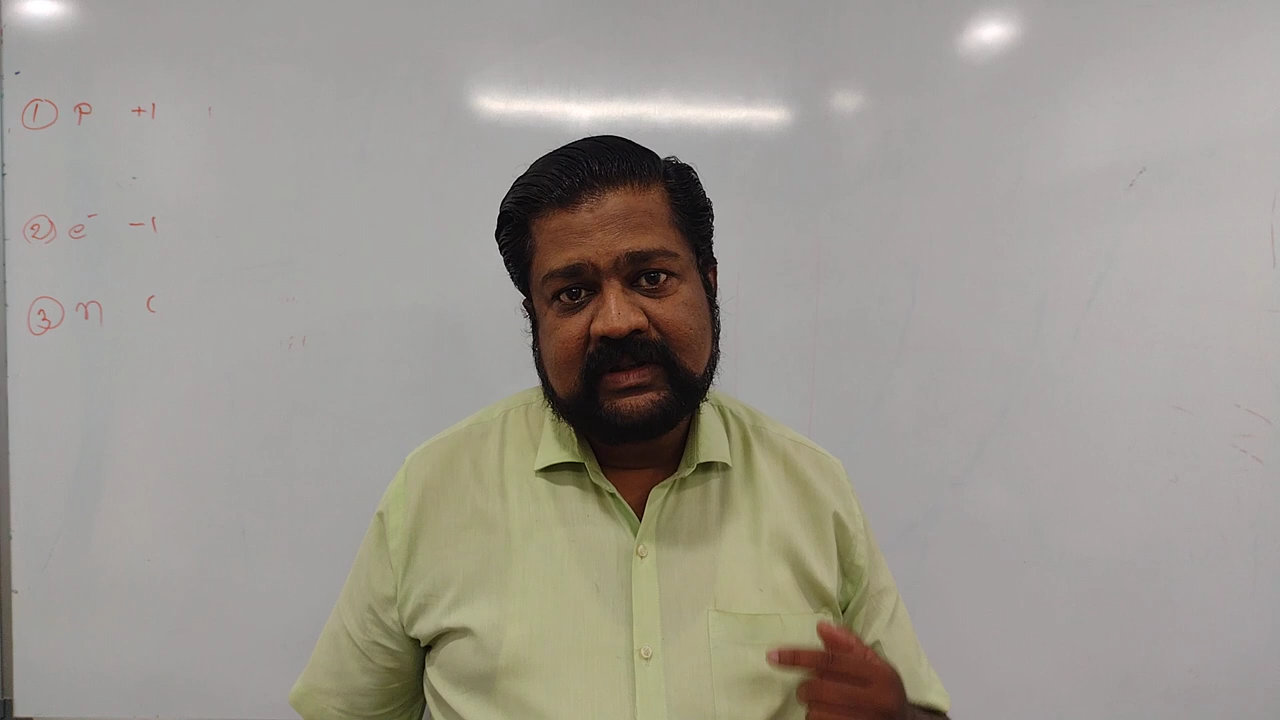 ① p +1
② e⁻ -1
③ n (